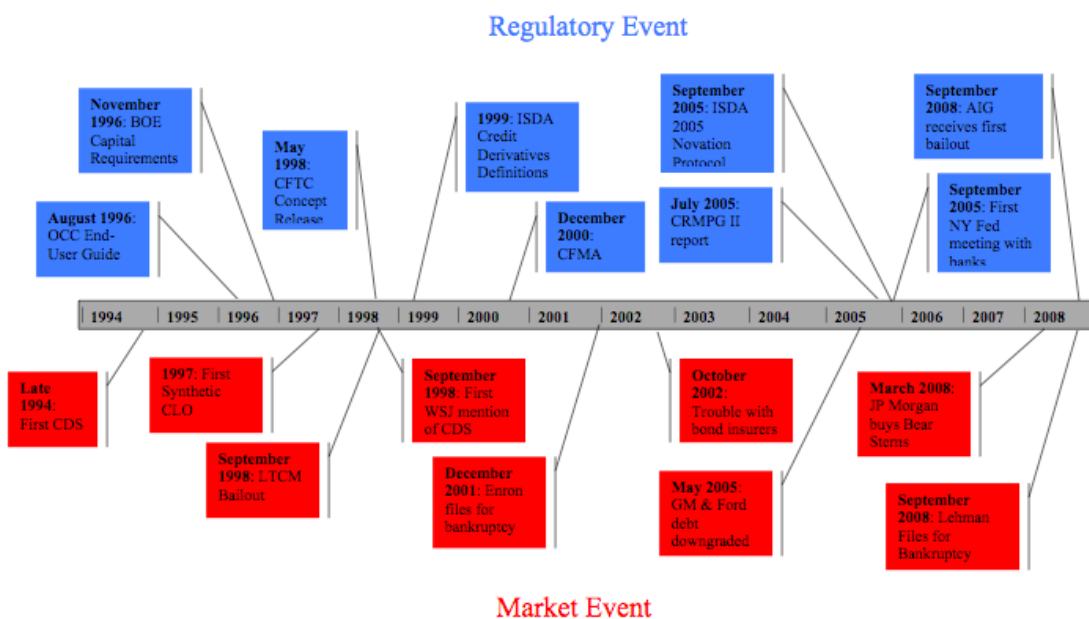 Regulatory Event
November
1996: BOE
Capital
Requirements
May
1998:
CFTC
Concept
Release
1999: ISDA
Credit
Derivatives
Definitions
September
2005: ISDA
2005
Novation
Protocol
September
2008: AIG
receives first
bailout
August 1996:
OCC End-
User Guide
December
2000:
CFMA
July 2005:
CRMPG II
report
September
2005: First
NY Fed
meeting with
banks
1994 1995 1996 1997 1998 1999 2000 2001 2002 2003 2004 2005 2006 2007 2008
Late
1994:
First CDS
1997: First
Synthetic
CLO
September
1998: LTCM
Bailout
September
1998: First
WSJ mention
of CDS
December
2001: Enron
files for
bankruptcy
October
2002:
Trouble with
bond insurers
May 2005:
GM & Ford
debt
downgraded
March 2008:
JP Morgan
buys Bear
Sterns
September
2008: Lehman
Files for
Bankruptcy
Market Event